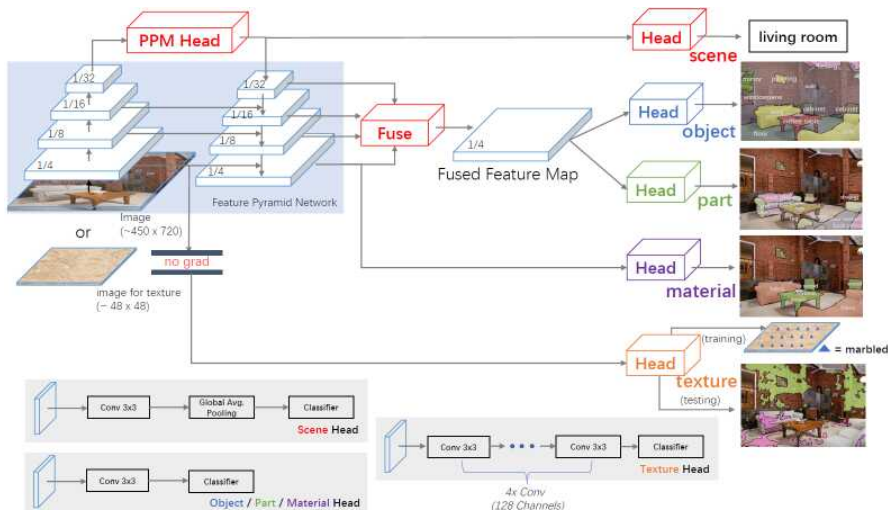 PPM Head
Head
scene
living room
1/32
1/16
1/8
1/4
1/32
1/16
1/8
1/4
Feature Pyramid Network
Fuse
1/4
Fused Feature Map
Head
object
Head
part
Head
material
Image
(~450 x 720)
or
no grad
image for texture
(~ 48 x 48)
Head
texture
(training)
(testing)
= marbled
Conv 3x3
Global Avg.
Pooling
Classifier
Scene Head
Conv 3x3
Classifier
Object / Part / Material Head
Conv 3x3
Conv 3x3
Classifier
Texture Head
4x Conv
(128 Channels)